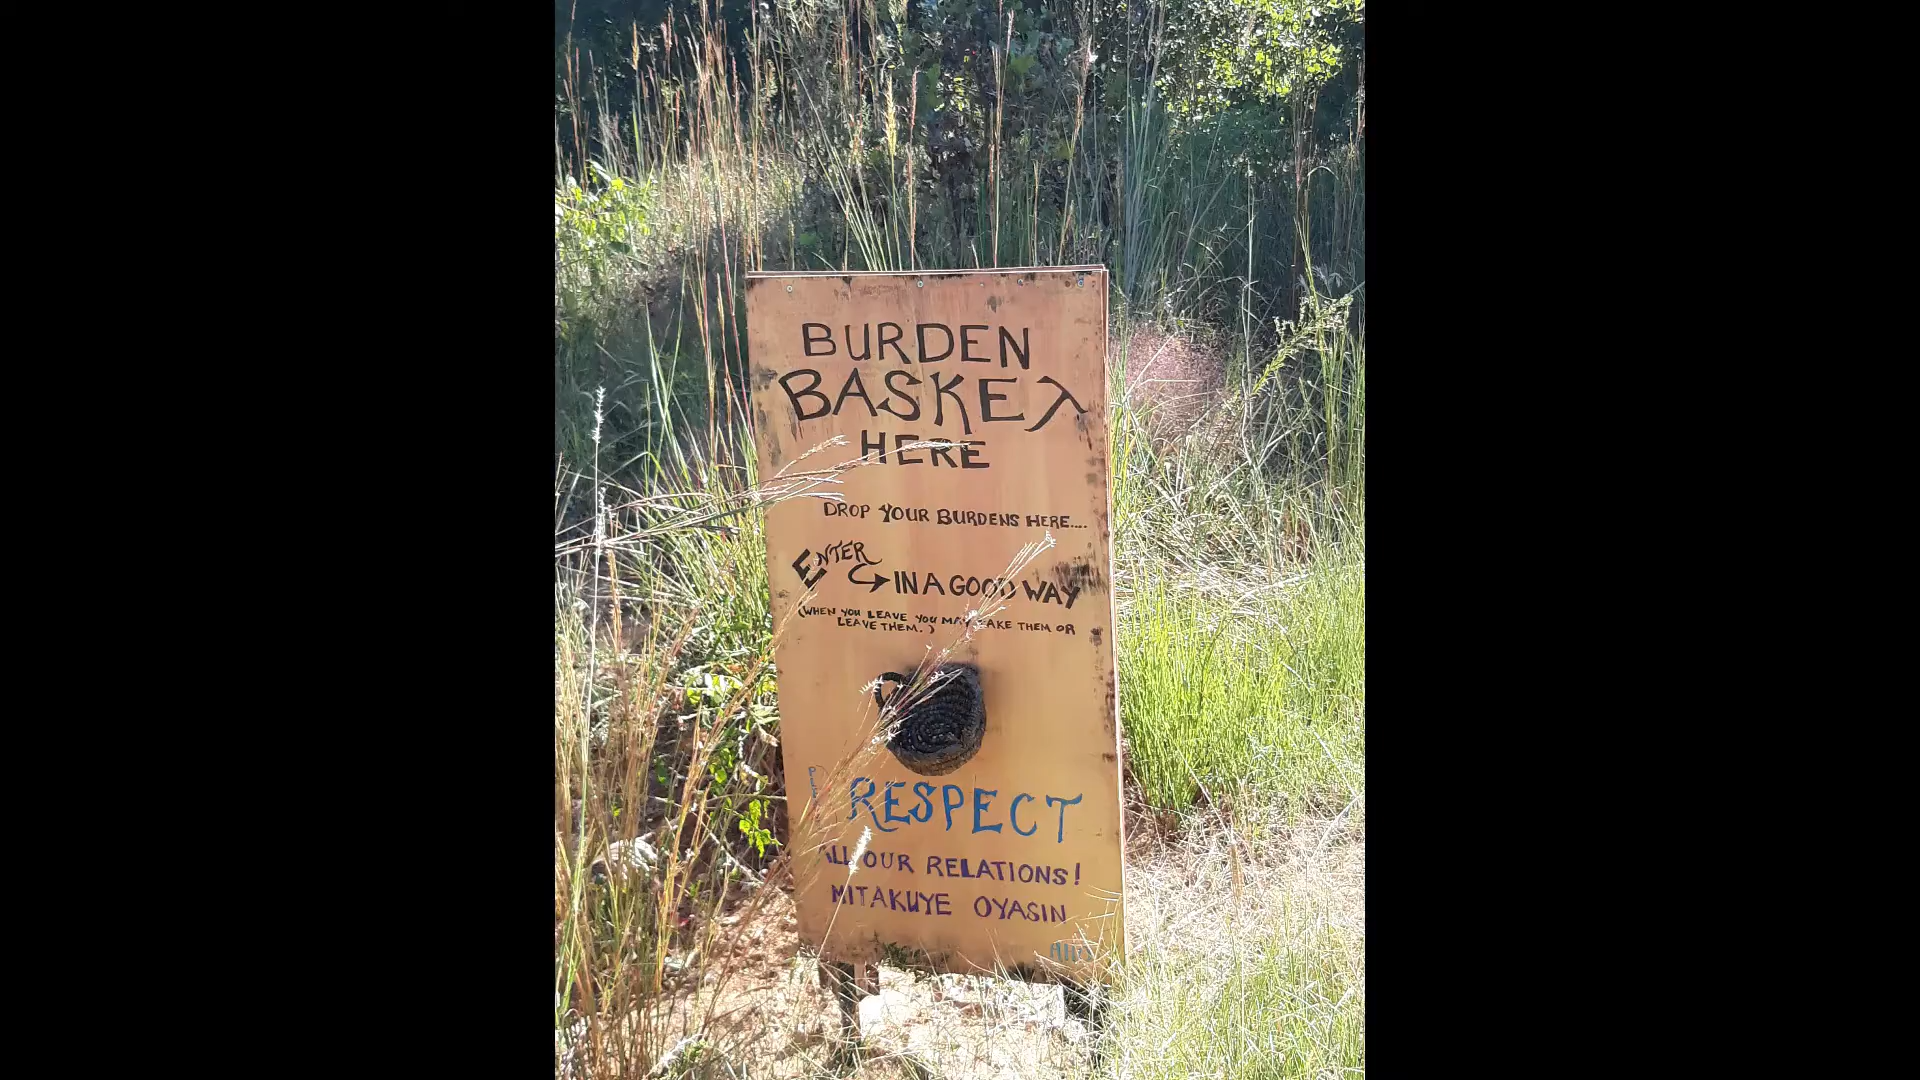 BURDEN
BASKET
HERE
DROP YOUR BURDENS HERE....
ENTER
IN A GOOD WAY
(WHEN YOU LEAVE YOU MAY TAKE THEM OR
LEAVE THEM.)
RESPECT
ALL OUR RELATIONS!
MITAKUYE OYASIN